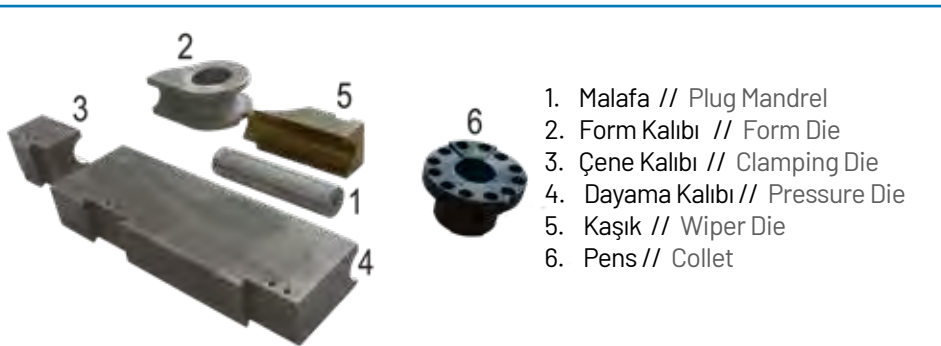 2
3
5
6
1
4
1. Malafa // Plug Mandrel
2. Form Kalıbı // Form Die
3. Çene Kalıbı // Clamping Die
4. Dayama Kalıbı // Pressure Die
5. Kaşık // Wiper Die
6. Pens // Collet